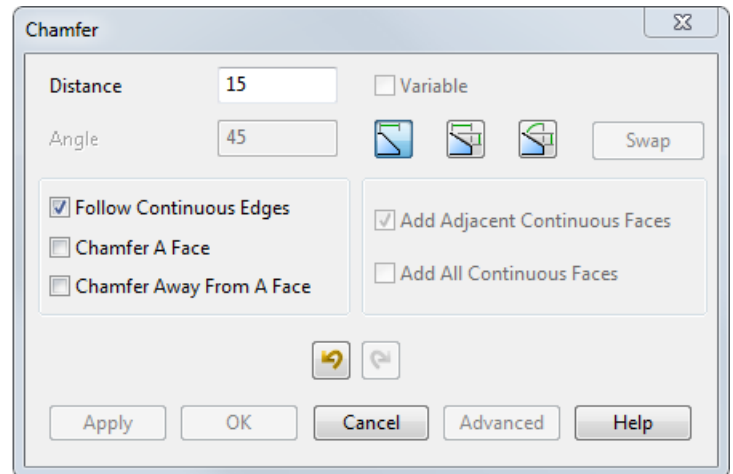 Chamfer
Distance 15 Variable
Angle 45 Swap
Follow Continuous Edges
Chamfer A Face
Chamfer Away From A Face
Add Adjacent Continuous Faces
Add All Continuous Faces
Apply OK Cancel Advanced Help